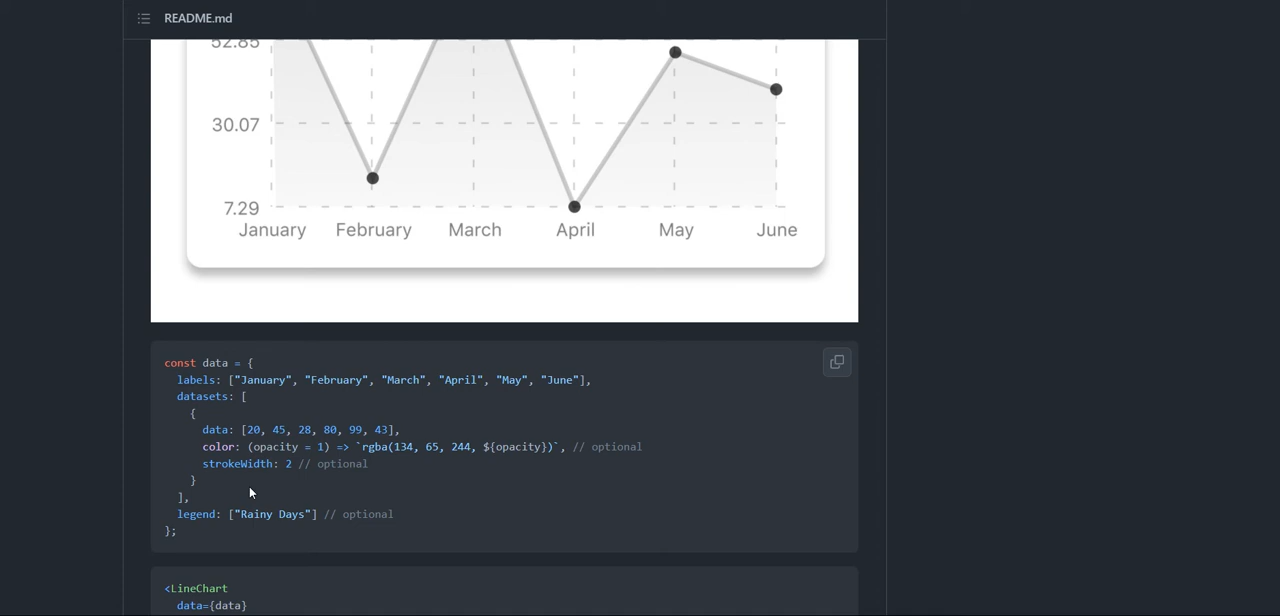 README.md
52.85
30.07
7.29
January February March April May June
const data = {
labels: ["January", "February", "March", "April", "May", "June"],
datasets: [
{
data: [20, 45, 28, 80, 99, 43],
color: (opacity = 1) => `rgba(134, 65, 244, ${opacity})`, // optional
strokeWidth: 2 // optional
}
],
legend: ["Rainy Days"] // optional
};
<LineChart
data={data}